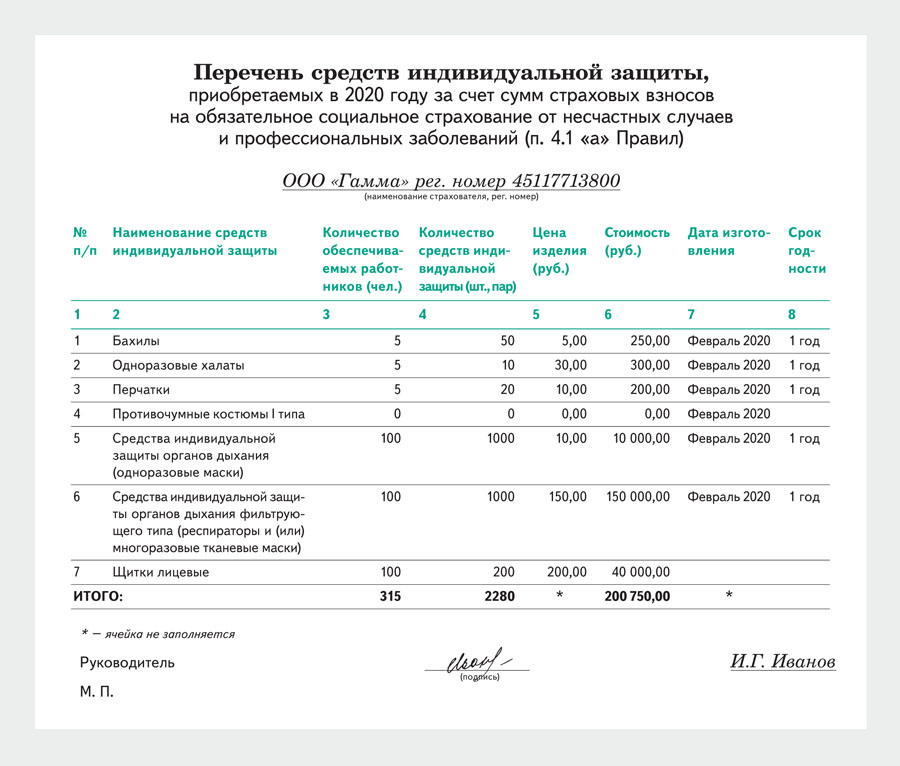 Перечень средств индивидуальной защиты,
приобретаемых в 2020 году за счет сумм страховых взносов
на обязательное социальное страхование от несчастных случаев
и профессиональных заболеваний (п. 4.1 «а» Правил)
ООО «Гамма» рег. номер 45117713800
(наименование страхователя, рег. номер)
№ Наименование средств Количество Количество Цена Стоимость Дата изгото- Срок
п/п индивидуальной защиты обеспечива- средств инди- изделия (руб.) вления год-
емых работ- видуальной (руб.) ности
ников (чел.) защиты (шт., пар)
1 2 3 4 5 6 7 8
1 Бахилы 5 50 5,00 250,00 Февраль 2020 1 год
2 Одноразовые халаты 5 10 30,00 300,00 Февраль 2020 1 год
3 Перчатки 5 20 10,00 200,00 Февраль 2020 1 год
4 Противочумные костюмы I типа 0 0 0,00 0,00 Февраль 2020
5 Средства индивидуальной 100 1000 10,00 10 000,00 Февраль 2020 1 год
защиты органов дыхания
(одноразовые маски)
6 Средства индивидуальной защи- 100 1000 150,00 150 000,00 Февраль 2020 1 год
ты органов дыхания фильтрую-
щего типа (респираторы и (или)
многоразовые тканевые маски)
7 Щитки лицевые 100 200 200,00 40 000,00
ИТОГО: 315 2280 * 200 750,00 *
* — ячейка не заполняется
Руководитель И.Г. Иванов
(подпись)
М. П.